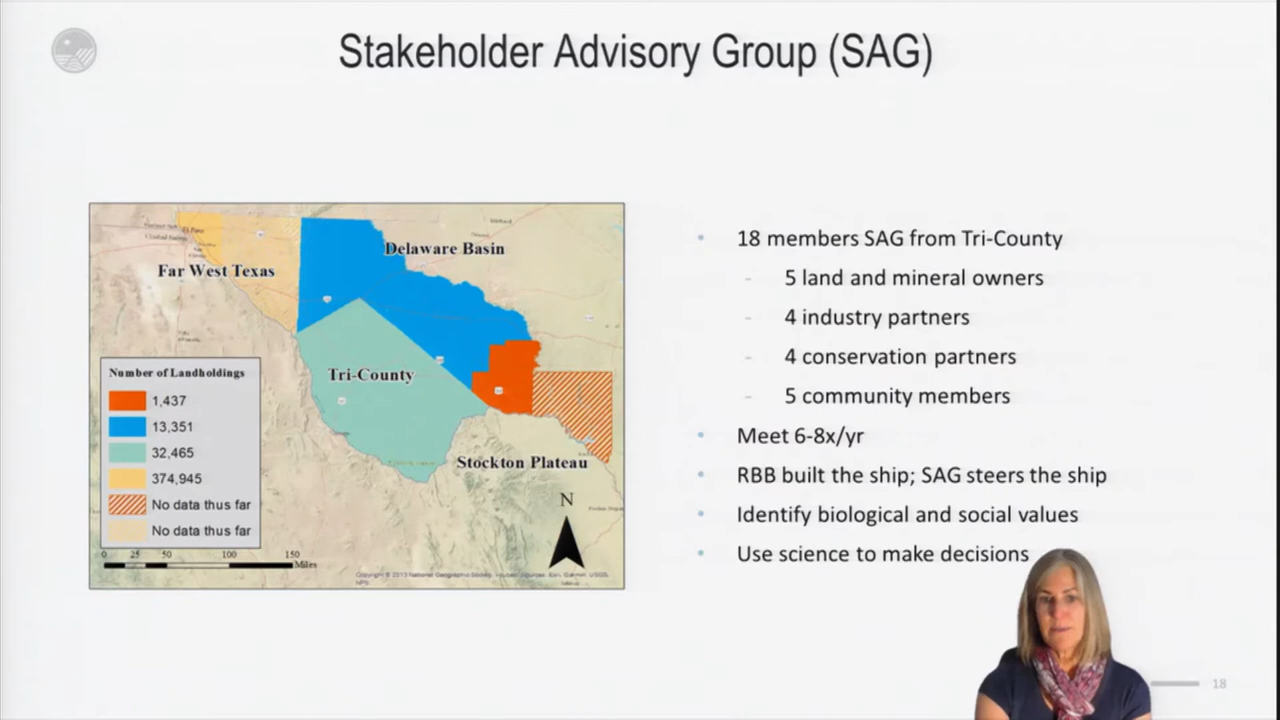 Stakeholder Advisory Group (SAG)
Delaware Basin
Far West Texas
Tri-County
Stockton Plateau
N
Number of Landholdings
1,437
13,351
32,465
374,945
No data thus far
No data thus far
0 25 50 100 150
Miles
18 members SAG from Tri-County
- 5 land and mineral owners
- 4 industry partners
- 4 conservation partners
- 5 community members
Meet 6-8x/yr
RBB built the ship; SAG steers the ship
Identify biological and social values
Use science to make decisions
18